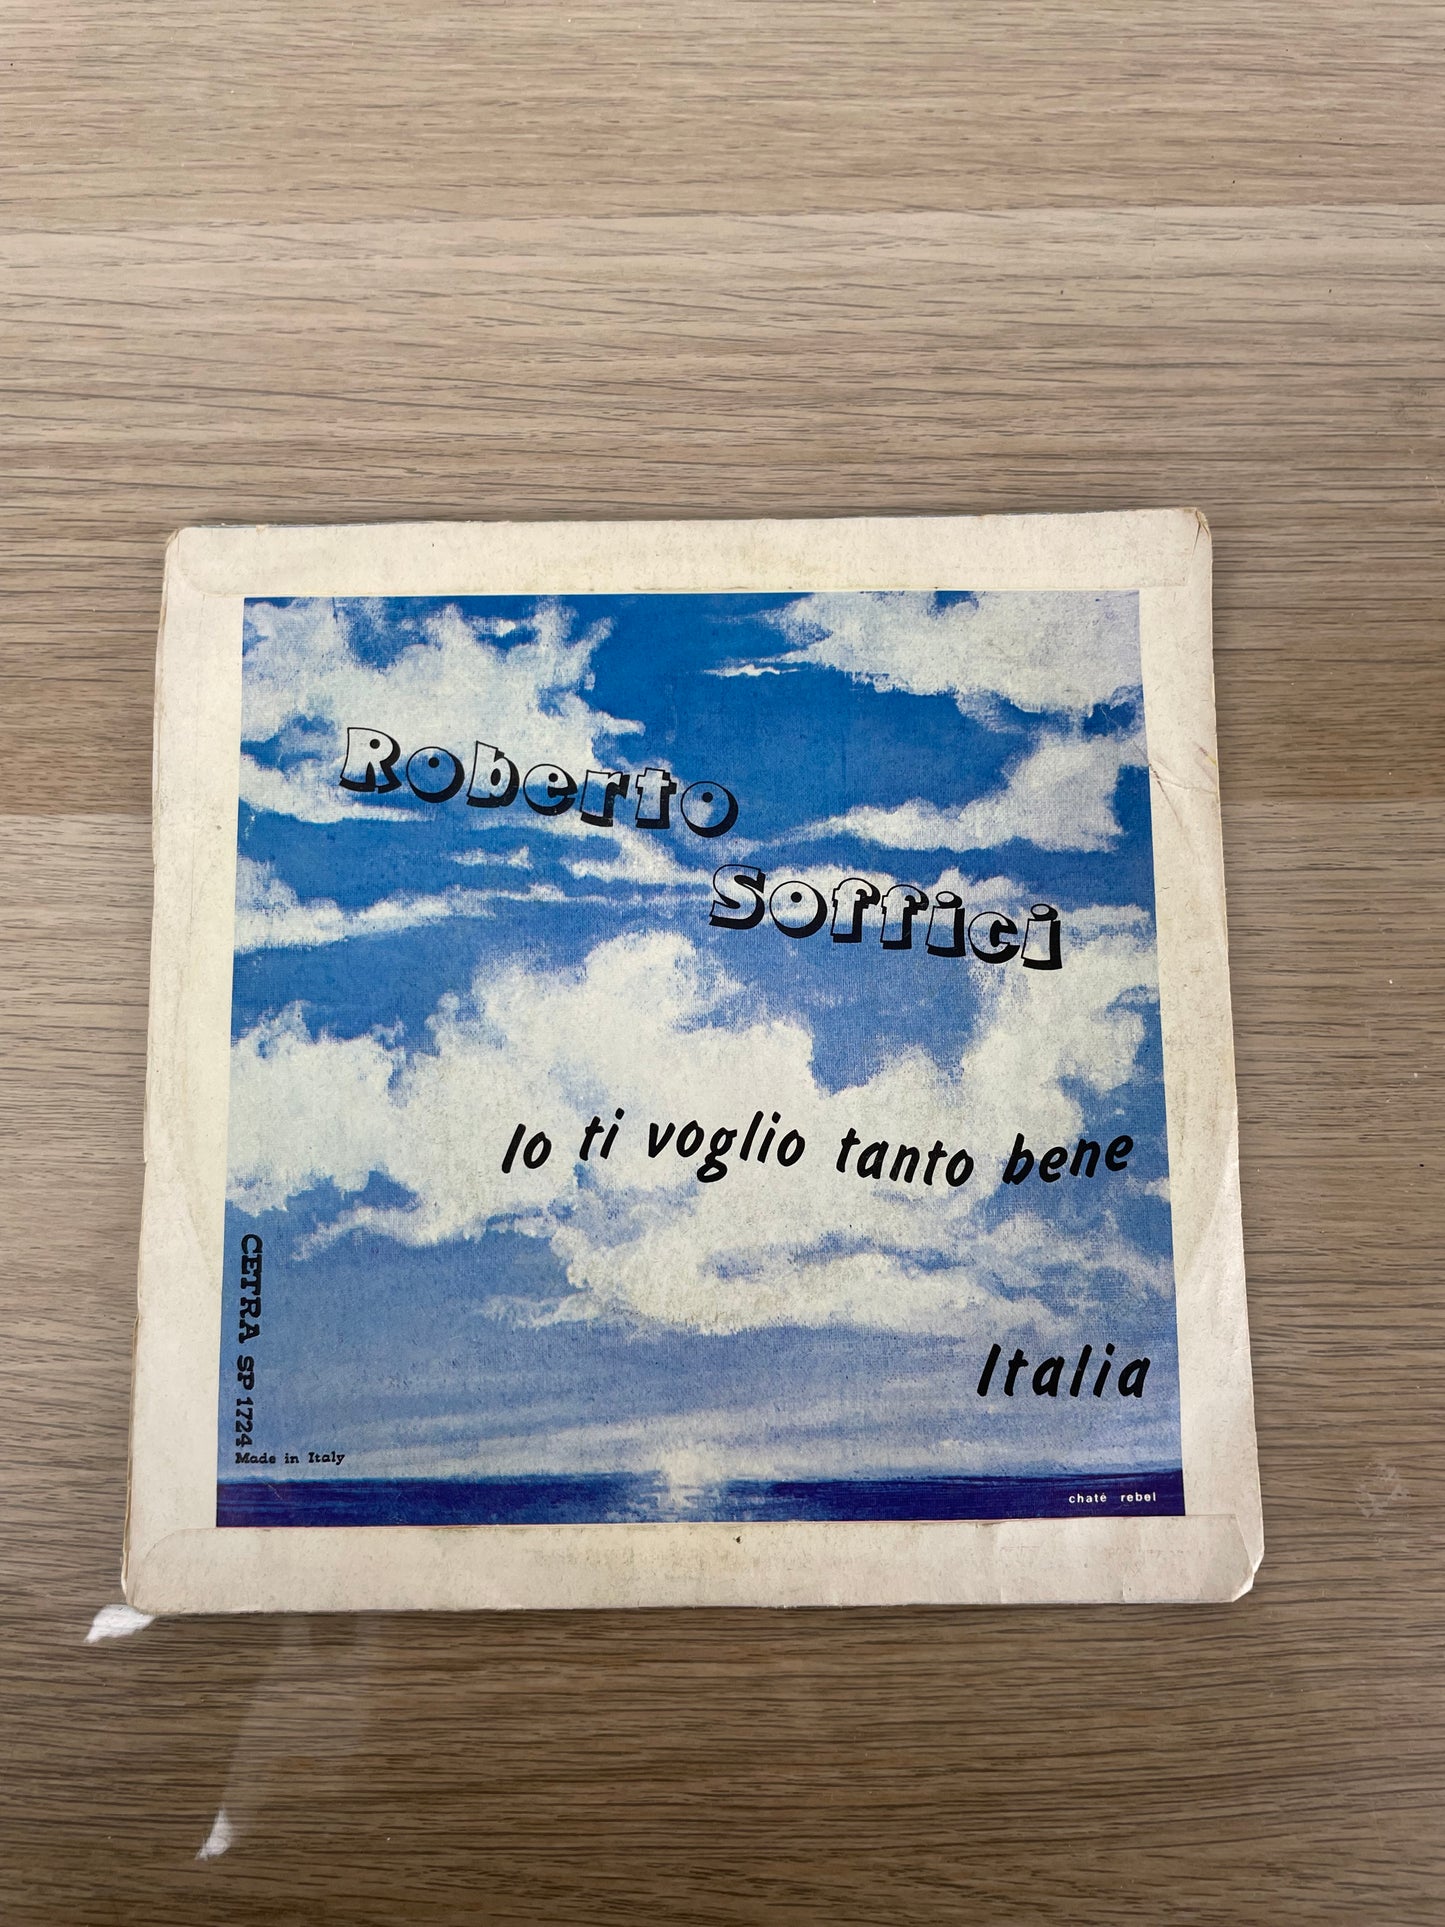 Roberto
Soffici
Io ti voglio tanto bene
Italia
CETRA SP 1724
Made in Italy
chaté rebel